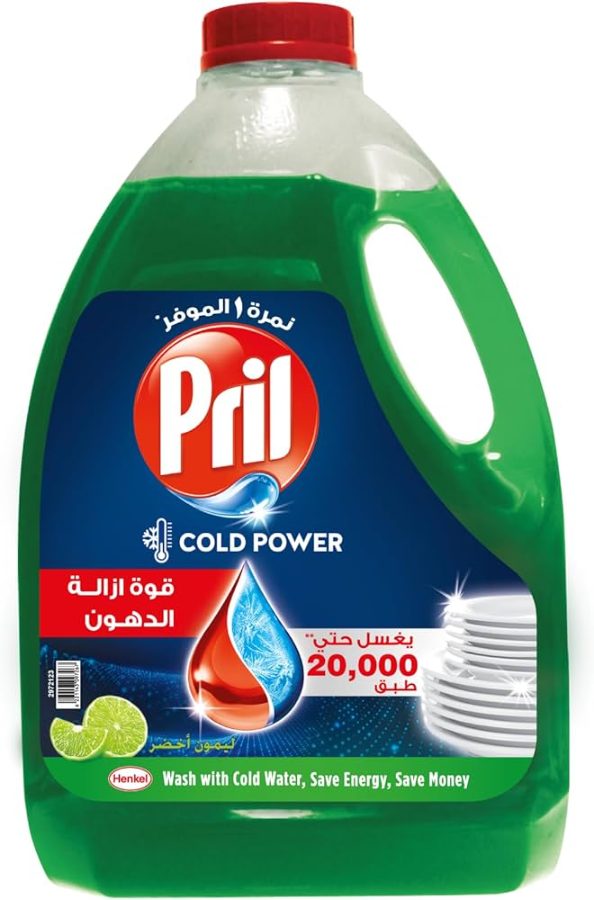 نمرة ١ الموفر
Pril
COLD POWER
قوة ازالة
الدهون
يغسل حتي**
20,000
طبق
2972123
ليمون أخضر
Henkel
Wash with Cold Water, Save Energy, Save Money